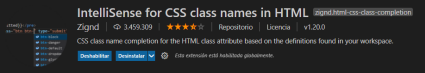 IntelliSense for CSS class names in HTML zignd.html-css-class-completion
Zignd 3.459.309 Repositorio Licencia v1.20.0
CSS class name completion for the HTML class attribute based on the definitions found in your workspace.
Deshabilitar Desinstalar Esta extensión está habilitada globalmente.